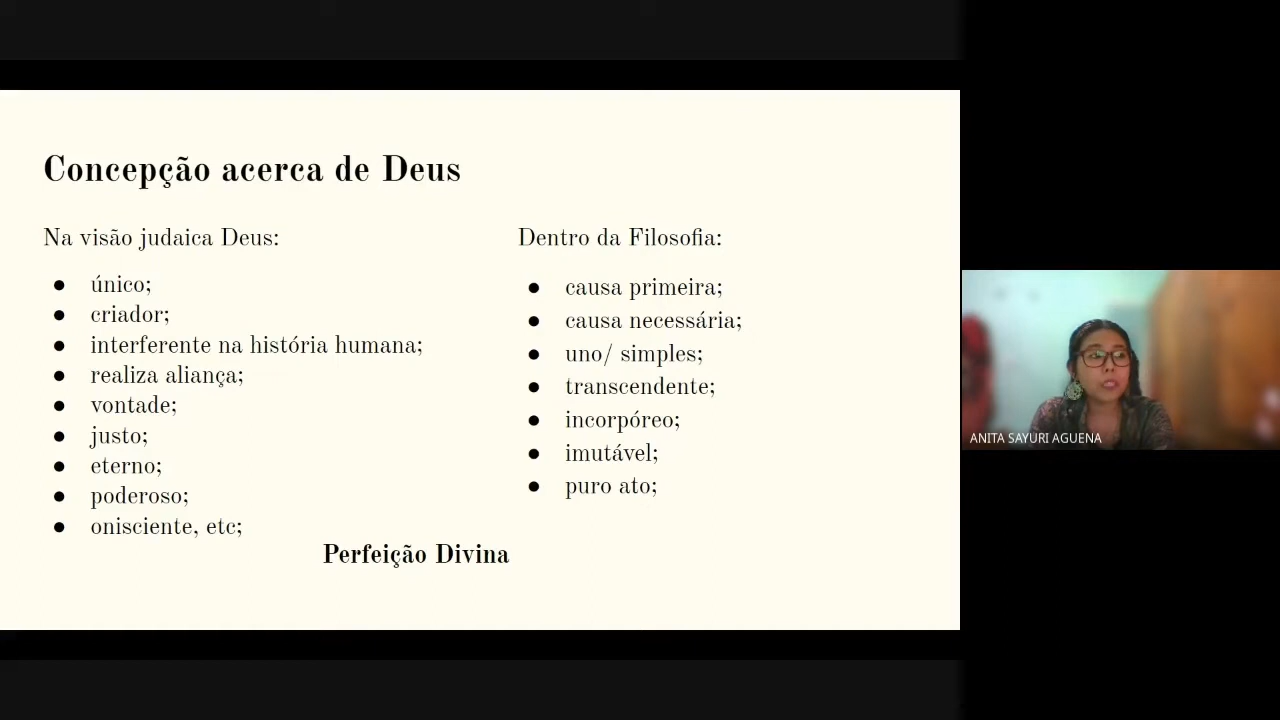 Concepção acerca de Deus
Na visão judaica Deus:
● único;
● criador;
● interferente na história humana;
● realiza aliança;
● vontade;
● justo;
● eterno;
● poderoso;
● onisciente, etc;
Dentro da Filosofia:
● causa primeira;
● causa necessária;
● uno/ simples;
● transcendente;
● incorpóreo;
● imutável;
● puro ato;
Perfeição Divina
ANITA SAYURI AGUENA